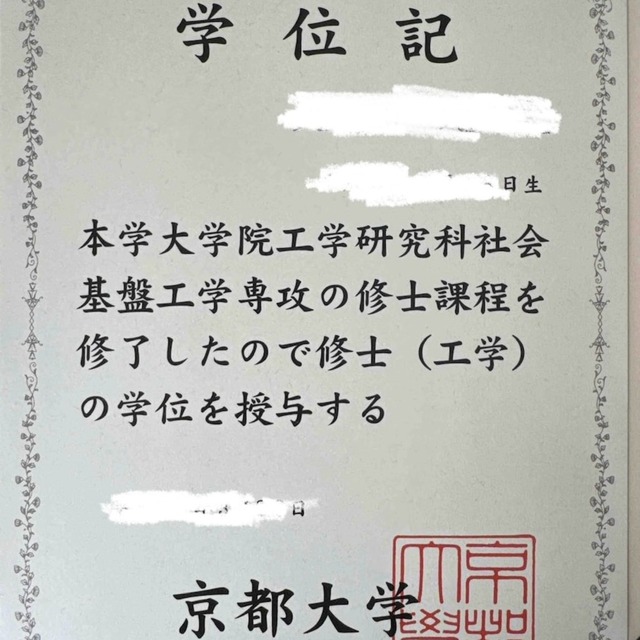 学位記
日生
本学大学院工学研究科社会
基盤工学専攻の修士課程を
修了したので修士（工学）
の学位を授与する
日
京都大学